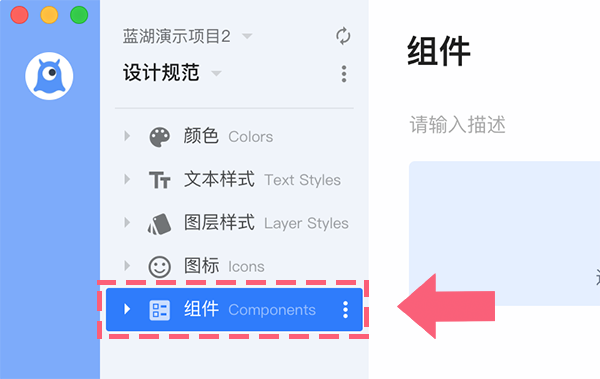 蓝湖演示项目2
设计规范
颜色 Colors
文本样式 Text Styles
图层样式 Layer Styles
图标 Icons
组件 Components
组件
请输入描述